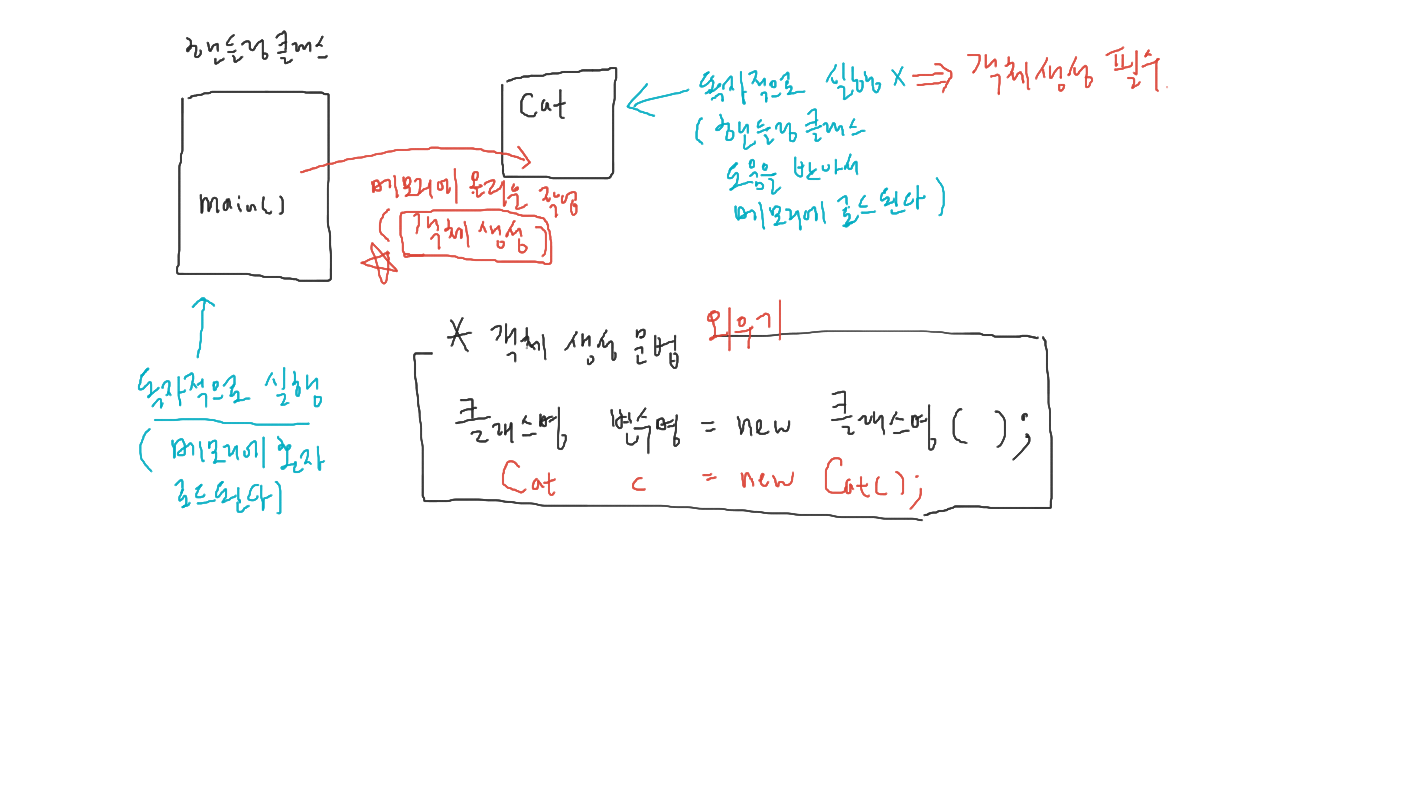 핸들링 클래스
main()
독자적으로 실행
(메모리에 혼자
로드된다)
Cat
메모리에 올리는 작업
(객체 생성)
독자적으로 실행 X ⇒ 객체생성 필수.
(핸들링 클래스
도움을 받아서
메모리에 로드된다)
* 객체 생성 문법 외우기
클래스명 변수명 = new 클래스명( );
Cat c = new Cat();